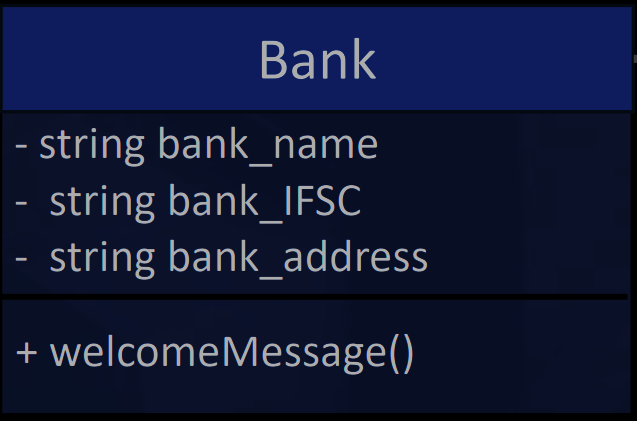 Bank
- string bank_name
- string bank_IFSC
- string bank_address
+ welcomeMessage()